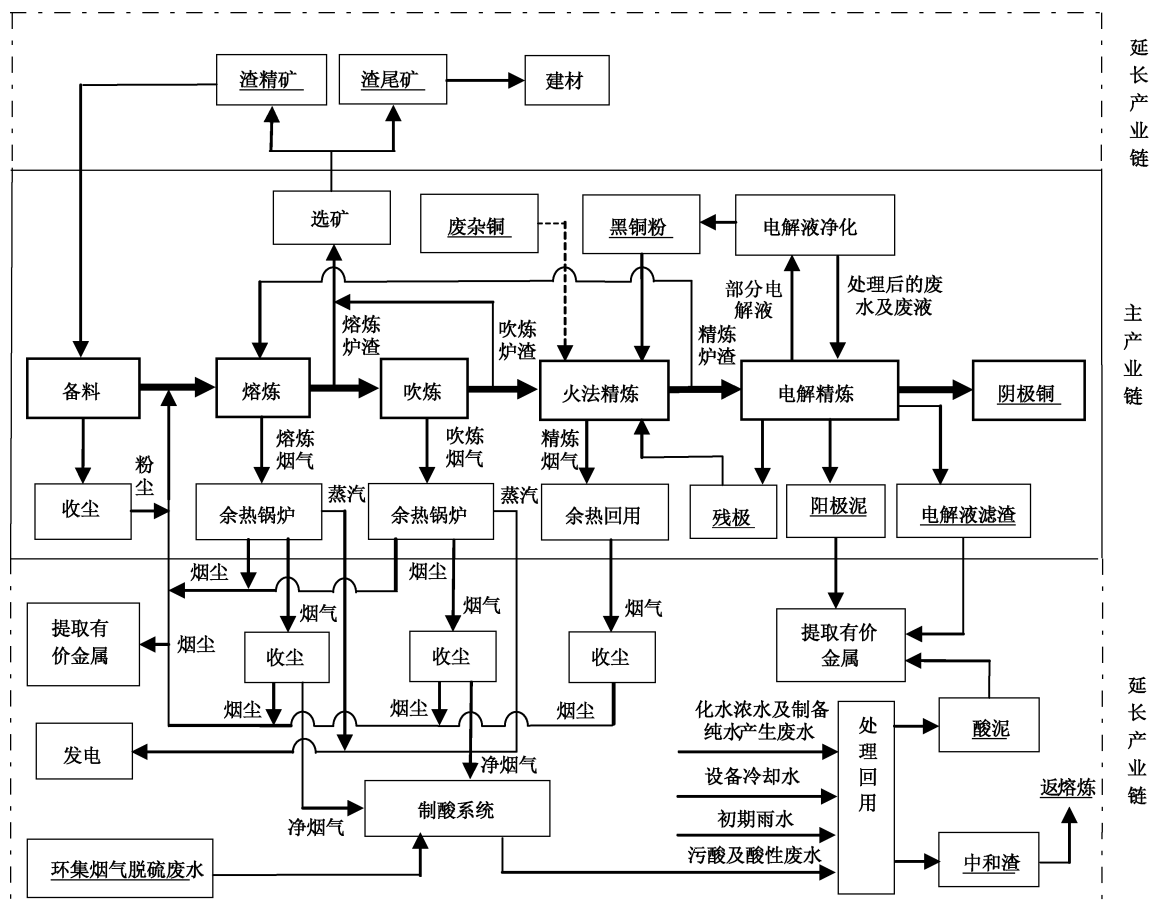 延长产业链
渣精矿
渣尾矿
建材
选矿
废杂铜
黑铜粉
电解液净化
熔炼
炉渣
吹炼
炉渣
精炼
炉渣
部分电
解液
处理后的废
水及废液
主产业链
备料
熔炼
吹炼
火法精炼
电解精炼
阴极铜
粉尘
熔炼
烟气
吹炼
烟气
精炼
烟气
收尘
余热锅炉
蒸汽
余热锅炉
蒸汽
余热回用
残极
阳极泥
电解液滤渣
烟尘
烟尘
烟气
烟气
烟气
提取有
价金属
烟尘
收尘
收尘
收尘
提取有价
金属
延长产业链
烟尘
烟尘
烟尘
发电
净烟气
制酸系统
净烟气
环集烟气脱硫废水
化水浓水及制备
纯水产生废水
设备冷却水
初期雨水
污酸及酸性废水
处理回用
酸泥
返熔炼
中和渣